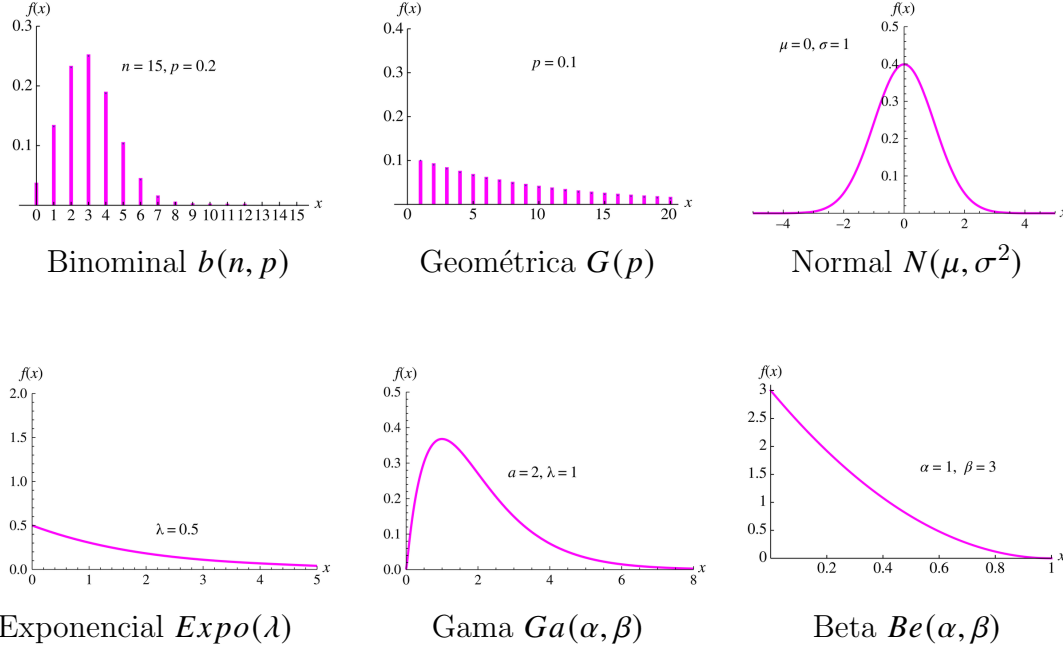 f(x)
0.3
0.2
0.1
n = 15, p = 0.2
0 1 2 3 4 5 6 7 8 9 10 11 12 13 14 15 x
Binominal b(n, p)
f(x)
0.4
0.3
0.2
0.1
p = 0.1
0 5 10 15 20 x
Geométrica G(p)
f(x)
μ = 0, σ = 1
0.5
0.4
0.3
0.2
0.1
−4 −2 0 2 4 x
Normal N(μ, σ²)
f(x)
2.0
1.5
1.0
0.5
0.0
λ = 0.5
0 1 2 3 4 5 x
Exponencial Expo(λ)
f(x)
0.5
0.4
0.3
0.2
0.1
0.0
a = 2, λ = 1
0 2 4 6 8 x
Gama Ga(α, β)
f(x)
3
2.5
2
1.5
1
0.5
0
α = 1, β = 3
0.2 0.4 0.6 0.8 1 x
Beta Be(α, β)